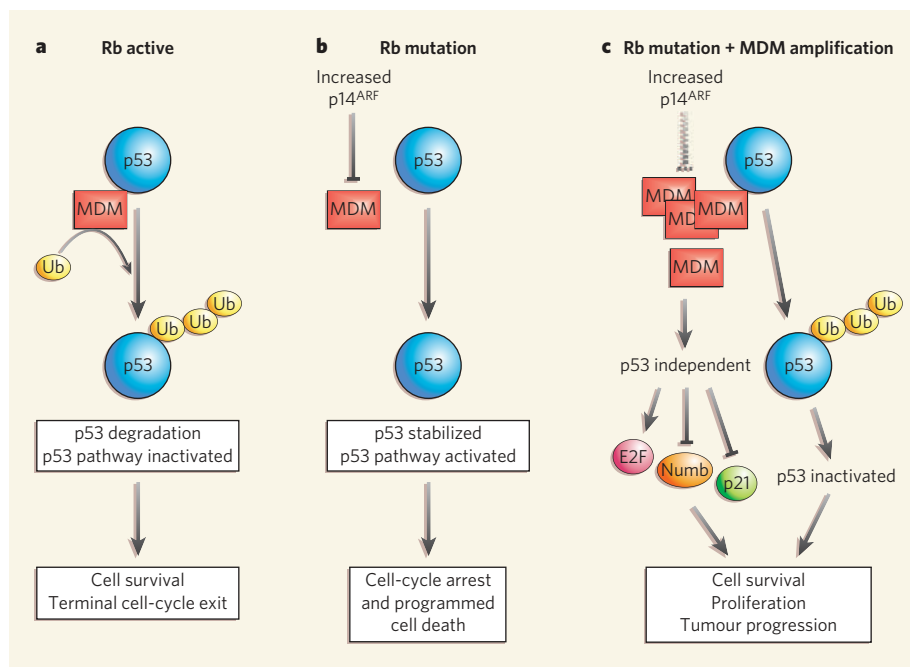 a Rb active
Ub
p53
MDM
Ub
p53
Ub
Ub
Ub
p53 degradation
p53 pathway inactivated
Cell survival
Terminal cell-cycle exit
b Rb mutation
Increased
p14ARF
p53
MDM
p53
p53 stabilized
p53 pathway activated
Cell-cycle arrest
and programmed
cell death
c Rb mutation + MDM amplification
Increased
p14ARF
p53
MDM
MD
MDM
MDM
p53 independent
E2F
Numb
p21
Ub
Ub
Ub
p53
p53 inactivated
Cell survival
Proliferation
Tumour progression